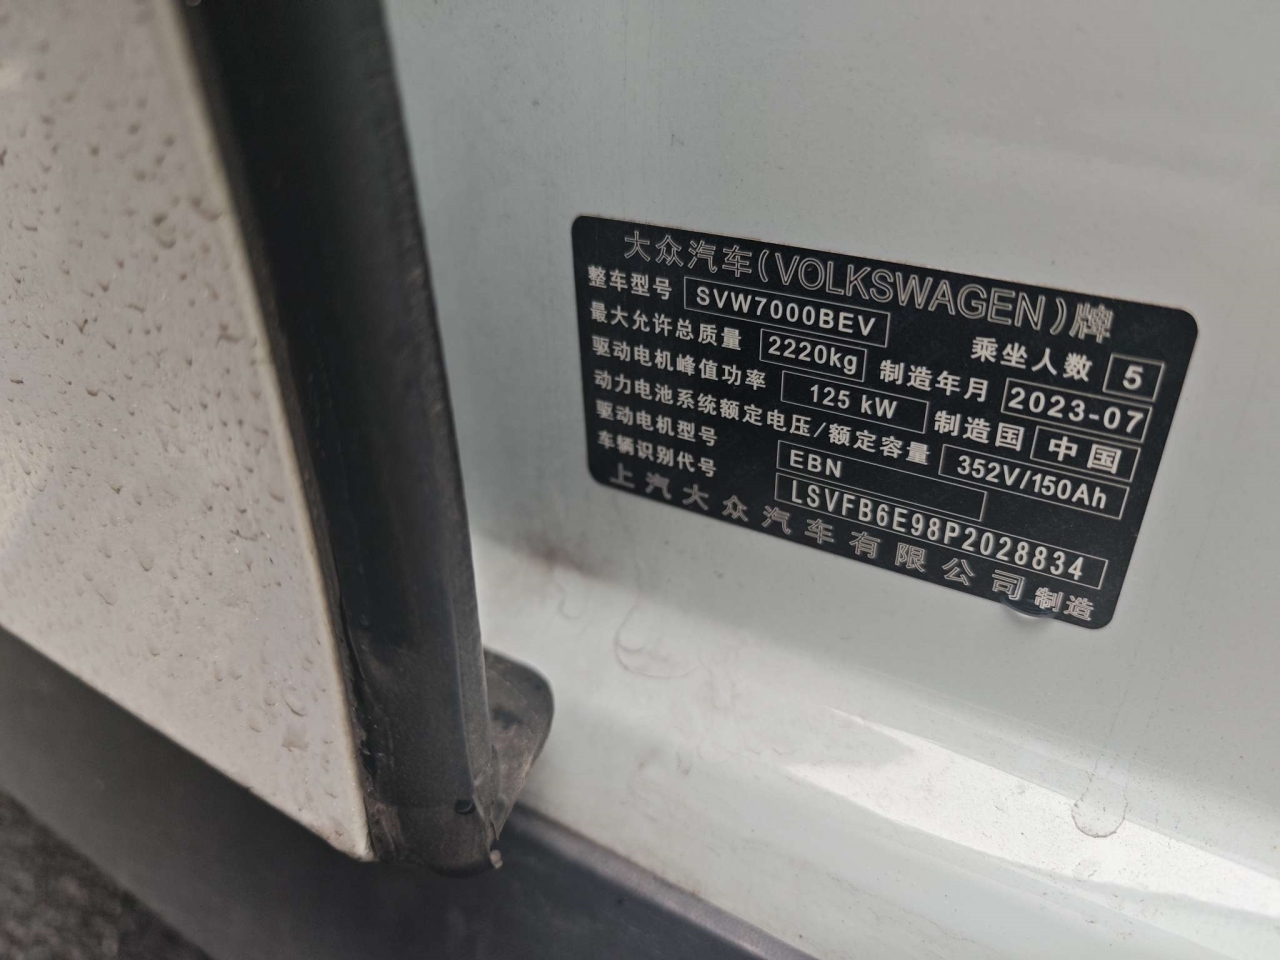 大众汽车(VOLKSWAGEN)牌
整车型号 SVW7000BEV 乘坐人数 5
最大允许总质量 2220kg 制造年月 2023-07
驱动电机峰值功率 125 kW 制造国 中国
动力电池系统额定电压/额定容量 352V/150Ah
驱动电机型号 EBN
车辆识别代号 LSVFB6E98P2028834
上汽大众汽车有限公司制造